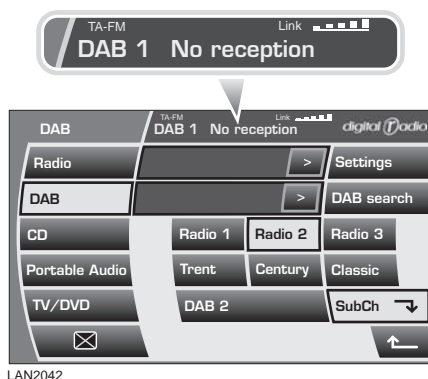 TA-FM Link
DAB 1 No reception
DAB
TA-FM Link
DAB 1 No reception
digital radio
Radio > Settings
DAB > DAB search
CD Radio 1 Radio 2 Radio 3
Portable Audio Trent Century Classic
TV/DVD DAB 2 SubCh
LAN2042